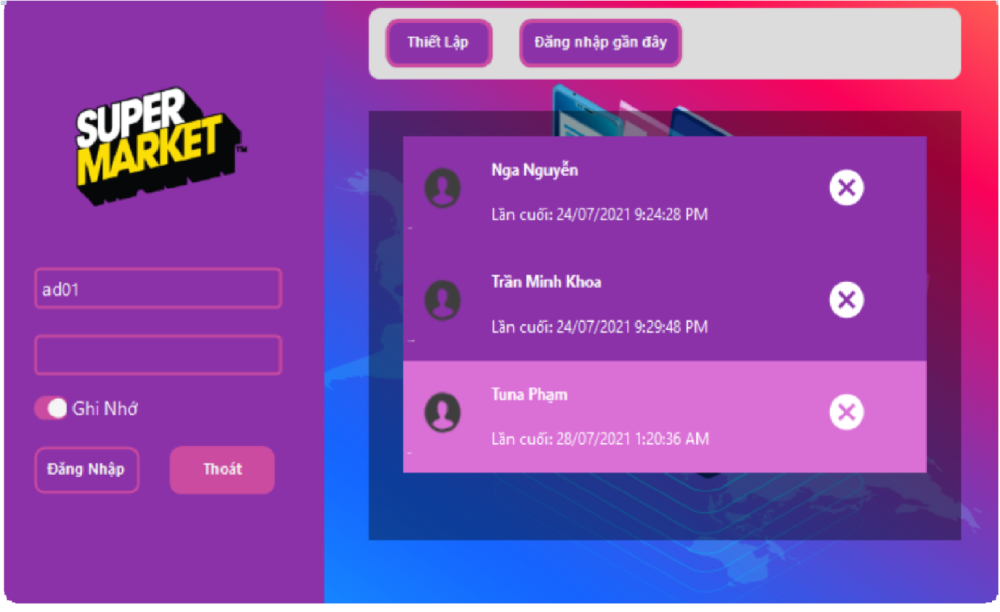 SUPER
MARKET™
ad01
Ghi Nhớ
Đăng Nhập
Thoát
Thiết Lập
Đăng nhập gần đây
Nga Nguyễn
Lần cuối: 24/07/2021 9:24:28 PM
Trần Minh Khoa
Lần cuối: 24/07/2021 9:29:48 PM
Tuna Phạm
Lần cuối: 28/07/2021 1:20:36 AM